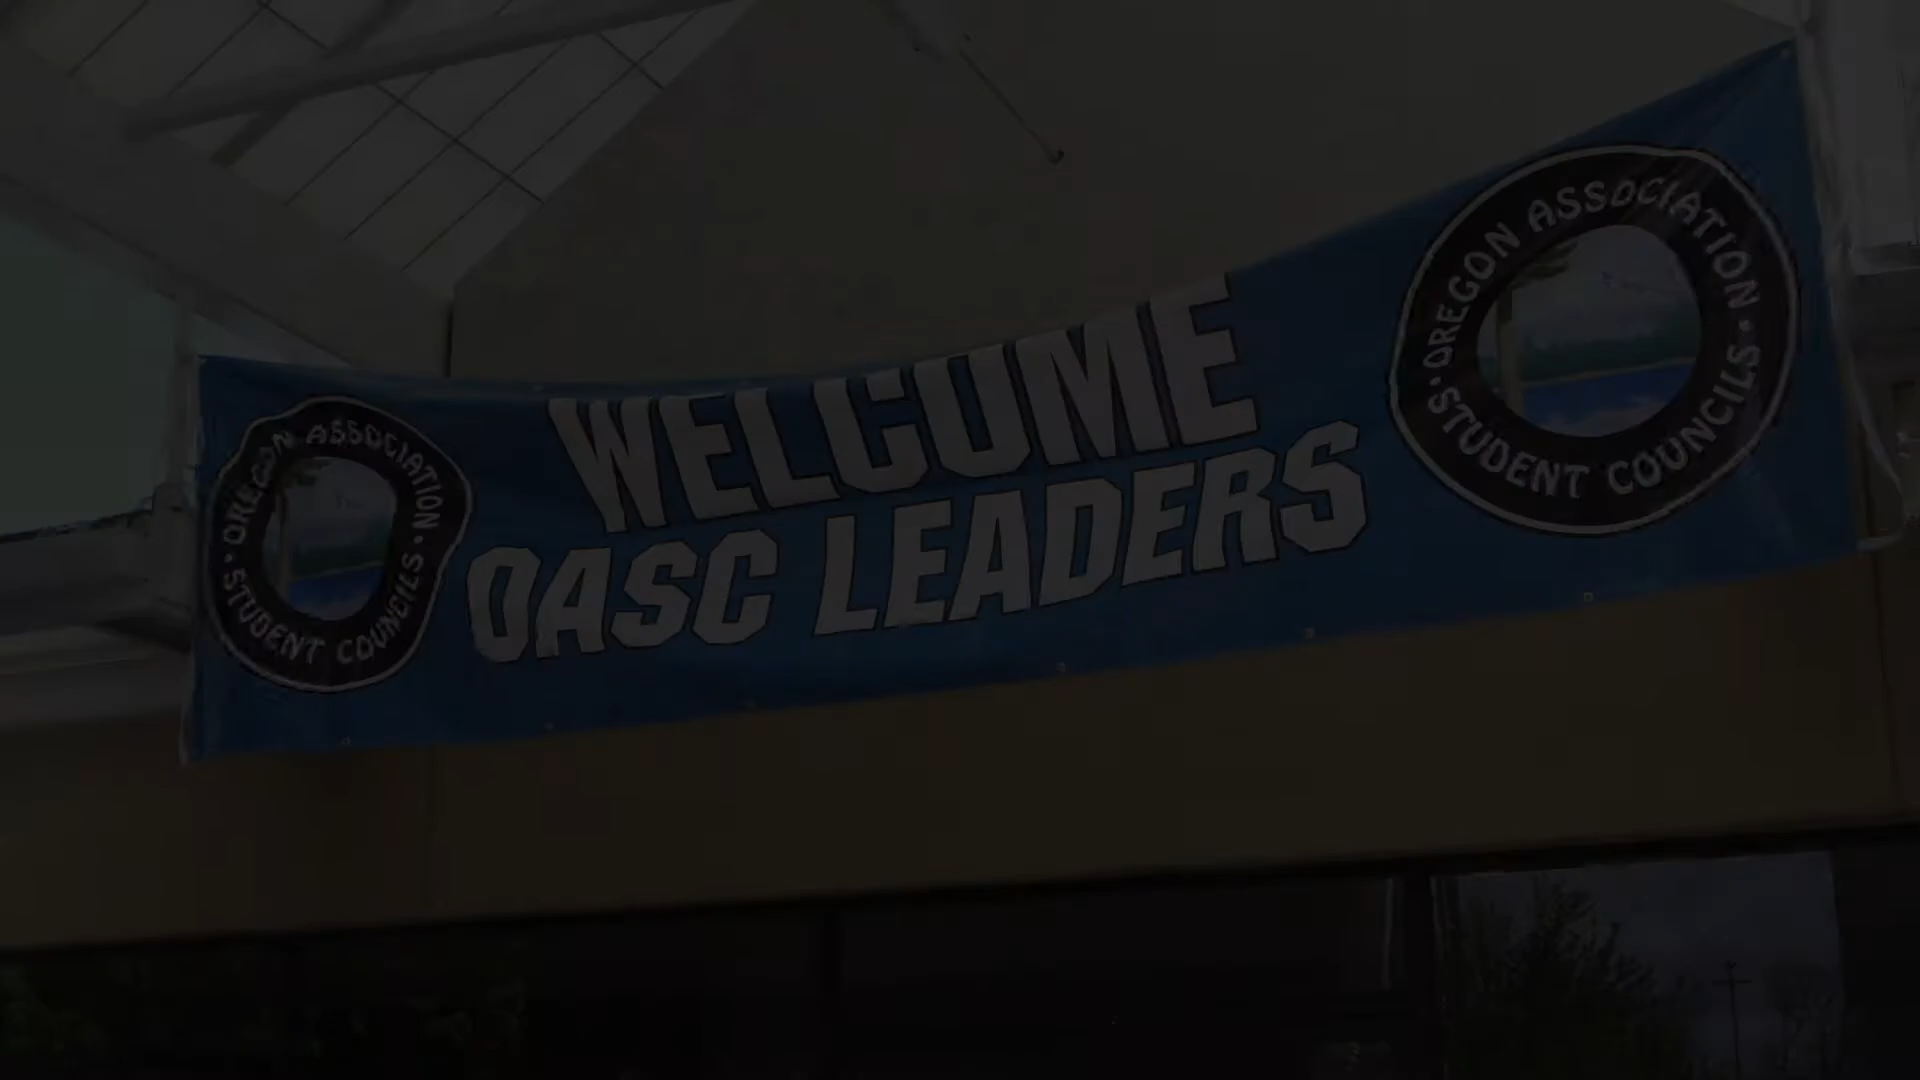 WELCOME
OASC LEADERS
OREGON ASSOCIATION
STUDENT COUNCILS
OREGON ASSOCIATION
STUDENT COUNCILS